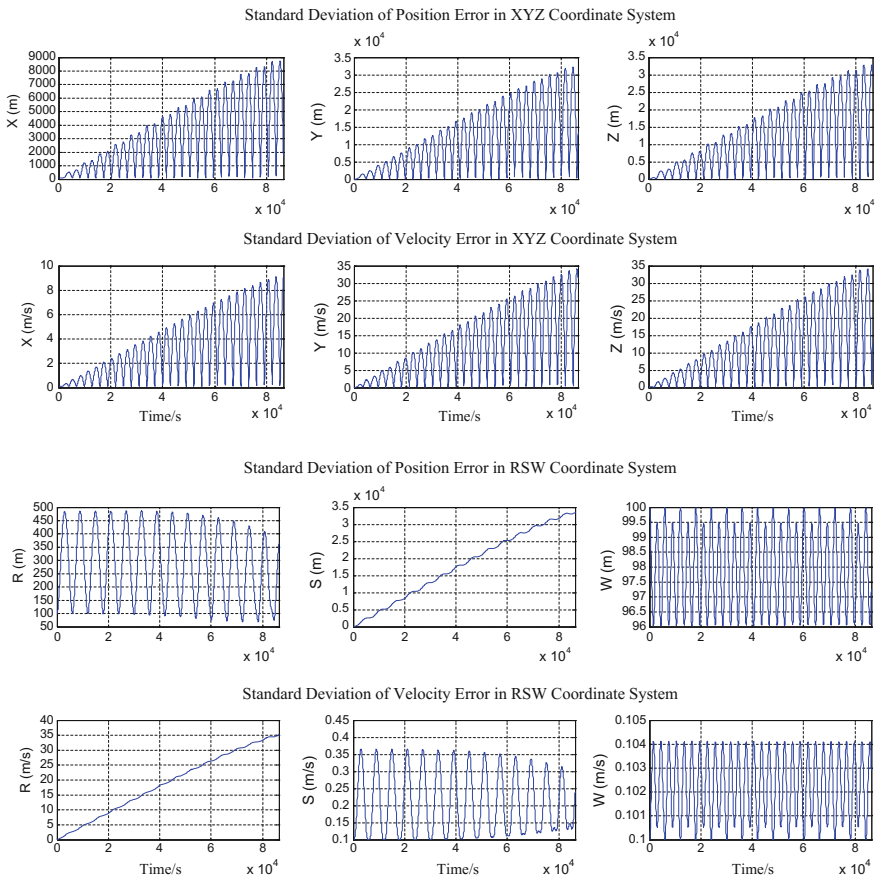 Standard Deviation of Position Error in XYZ Coordinate System
x 10^4 x 10^4
9000 8000 7000 6000 5000 4000 3000 2000 1000 0
X (m)
0 2 4 6 8
x 10^4
3.5 3 2.5 2 1.5 1 0.5 0
Y (m)
0 2 4 6 8
x 10^4
3.5 3 2.5 2 1.5 1 0.5 0
Z (m)
0 2 4 6 8
x 10^4
Standard Deviation of Velocity Error in XYZ Coordinate System
10 8 6 4 2 0
X (m/s)
0 2 4 6 8
Time/s x 10^4
35 30 25 20 15 10 5 0
Y (m/s)
0 2 4 6 8
Time/s x 10^4
35 30 25 20 15 10 5 0
Z (m/s)
0 2 4 6 8
Time/s x 10^4
Standard Deviation of Position Error in RSW Coordinate System
500 450 400 350 300 250 200 150 100 50
R (m)
0 2 4 6 8
x 10^4
x 10^4
3.5 3 2.5 2 1.5 1 0.5 0
S (m)
0 2 4 6 8
x 10^4
100 99.5 99 98.5 98 97.5 97 96.5 96
W (m)
0 2 4 6 8
x 10^4
Standard Deviation of Velocity Error in RSW Coordinate System
40 35 30 25 20 15 10 5 0
R (m/s)
0 2 4 6 8
Time/s x 10^4
0.45 0.4 0.35 0.3 0.25 0.2 0.15 0.1
S (m/s)
0 2 4 6 8
Time/s x 10^4
0.105 0.104 0.103 0.102 0.101 0.1
W (m/s)
0 2 4 6 8
Time/s x 10^4